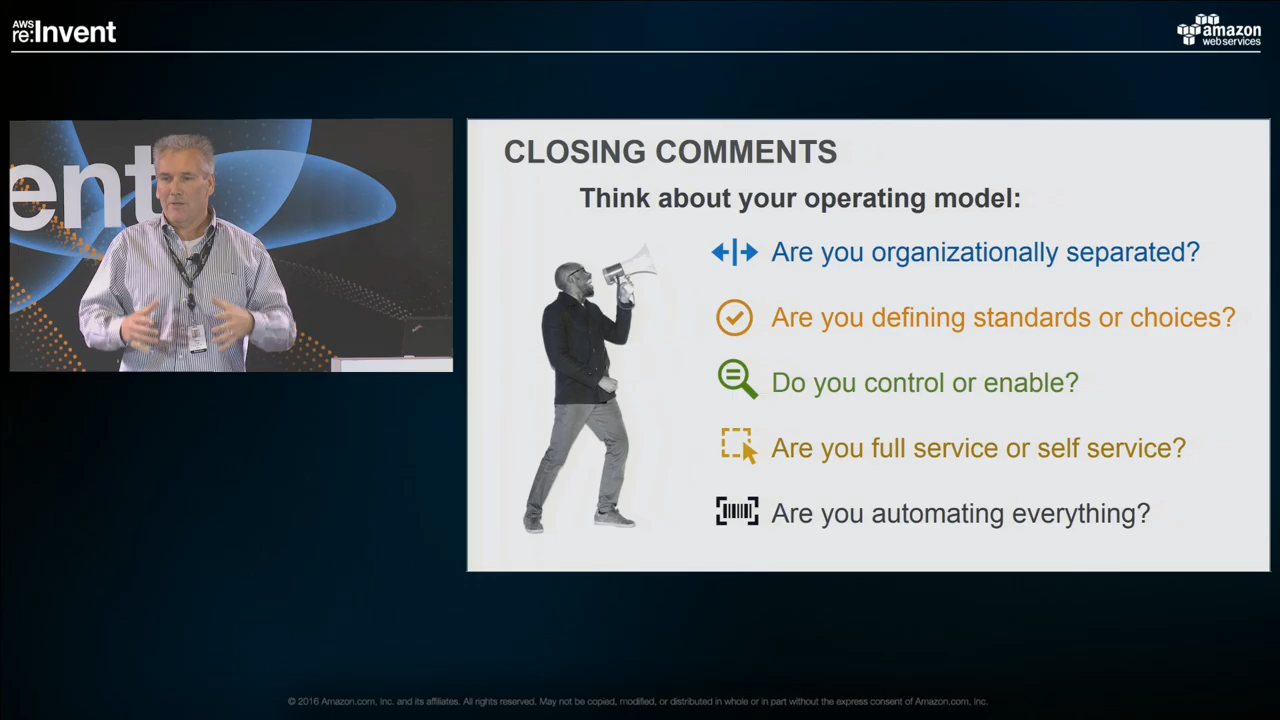 AWS
re:Invent
amazon
web services
ent
CLOSING COMMENTS
Think about your operating model:
Are you organizationally separated?
Are you defining standards or choices?
Do you control or enable?
Are you full service or self service?
Are you automating everything?
© 2016 Amazon.com, Inc. and its affiliates. All rights reserved. May not be copied, modified, or distributed in whole or in part without the express consent of Amazon.com, Inc.